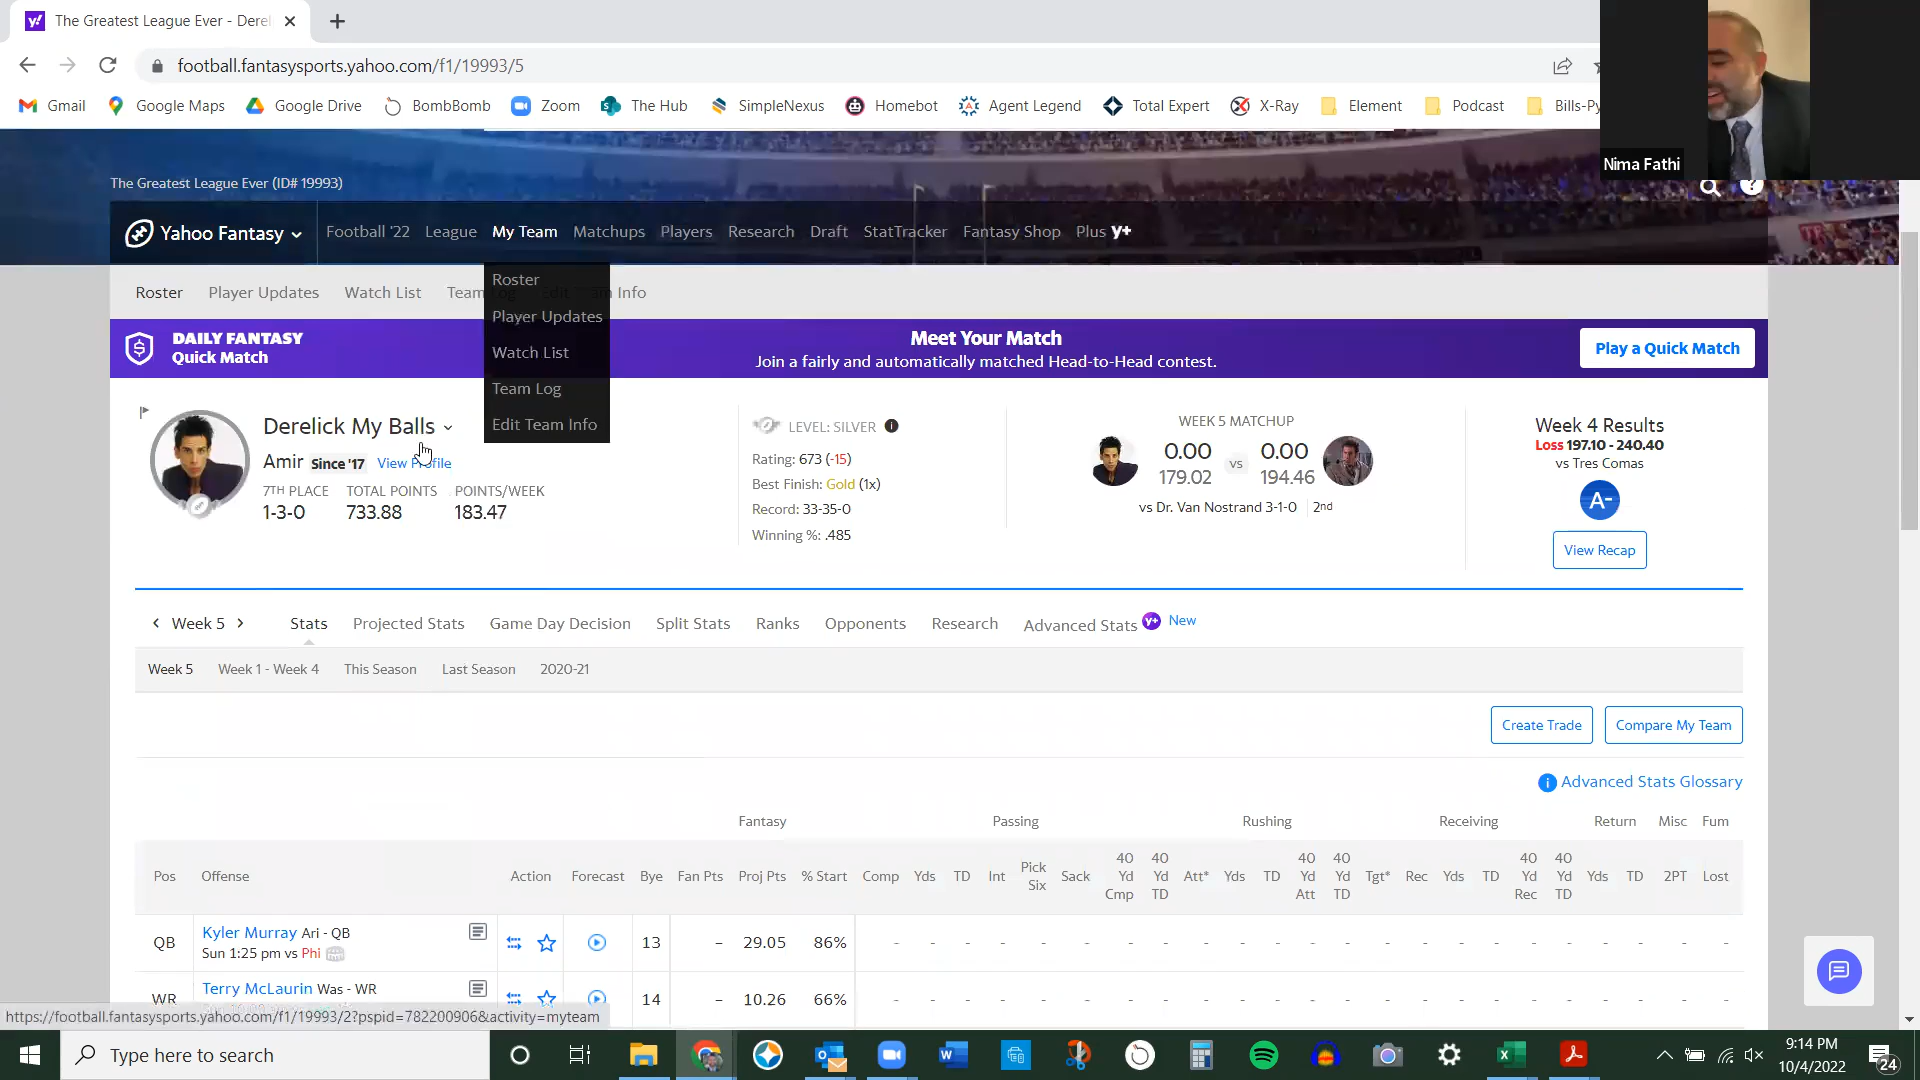 The Greatest League Ever - Derel
football.fantasysports.yahoo.com/f1/19993/5
Gmail Google Maps Google Drive BombBomb Zoom The Hub SimpleNexus Homebot Agent Legend Total Expert X-Ray Element Podcast Bills-Py
Nima Fathi
The Greatest League Ever (ID# 19993)
Yahoo Fantasy Football '22 League My Team Matchups Players Research Draft StatTracker Fantasy Shop Plus y+
Roster Player Updates Watch List Team Info
Roster
Player Updates
Watch List
Team Log
Edit Team Info
DAILY FANTASY
Quick Match
Meet Your Match
Join a fairly and automatically matched Head-to-Head contest.
Play a Quick Match
Derelick My Balls
Amir Since '17 View Profile
7TH PLACE TOTAL POINTS POINTS/WEEK
1-3-0 733.88 183.47
LEVEL: SILVER
Rating: 673 (-15)
Best Finish: Gold (1x)
Record: 33-35-0
Winning %: .485
WEEK 5 MATCHUP
0.00 vs 0.00
179.02 194.46
vs Dr. Van Nostrand 3-1-0 2nd
Week 4 Results
Loss 197.10 - 240.40
vs Tres Comas
A-
View Recap
Week 5 Stats Projected Stats Game Day Decision Split Stats Ranks Opponents Research Advanced Stats y+ New
Week 5 Week 1 - Week 4 This Season Last Season 2020-21
Create Trade Compare My Team
Advanced Stats Glossary
Fantasy Passing Rushing Receiving Return Misc Fum
Pos Offense Action Forecast Bye Fan Pts Proj Pts % Start Comp Yds TD Int Pick Six Sack 40 Yd Cmp 40 Yd TD Att* Yds TD 40 Yd Att 40 Yd TD Tgt* Rec Yds TD 40 Yd Rec 40 Yd TD Yds TD 2PT Lost
QB Kyler Murray Ari - QB 13 – 29.05 86% - - - - - - - - - - - - - - - - - - - - - - -
Sun 1:25 pm vs Phi
WR Terry McLaurin Was - WR 14 – 10.26 66% - - - - - - - - - - - - - - - - - - - - - - -
https://football.fantasysports.yahoo.com/f1/19993/2?pspid=782200906&activity=myteam
Type here to search
9:14 PM
10/4/2022
24